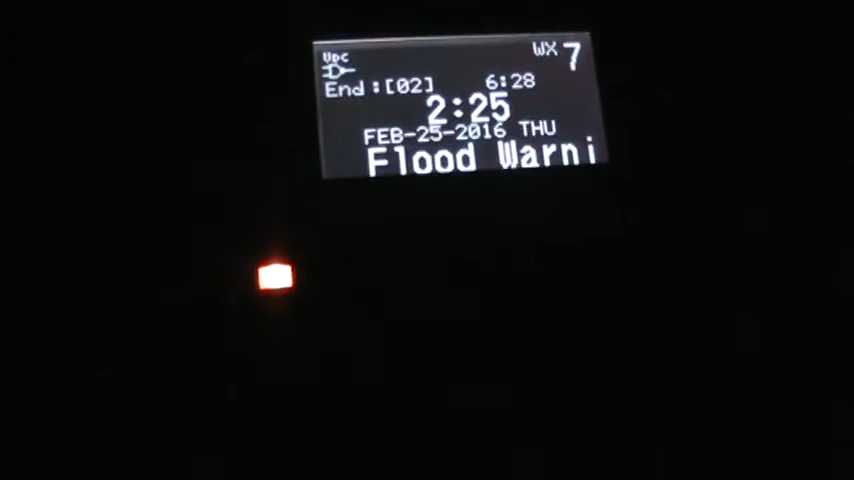 VDC WX 7
End:[02] 6:28
2:25
FEB-25-2016 THU
Flood Warni